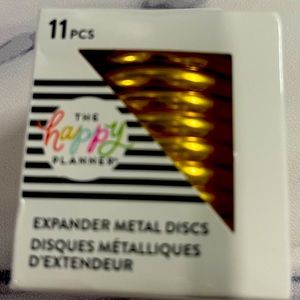 11 PCS
THE
happy
PLANNER®
EXPANDER METAL DISCS
DISQUES MÉTALLIQUES
D'EXTENDEUR